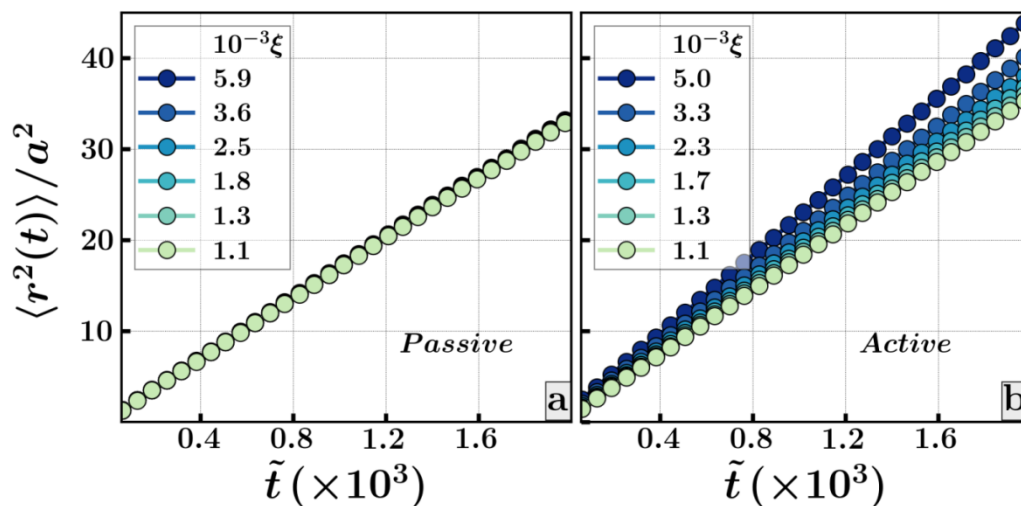 ⟨r²(t)⟩/a²
40
30
20
10
10⁻³ξ
5.9
3.6
2.5
1.8
1.3
1.1
Passive
a
0.4 0.8 1.2 1.6
t̃ (×10³)
10⁻³ξ
5.0
3.3
2.3
1.7
1.3
1.1
Active
b
0.4 0.8 1.2 1.6
t̃ (×10³)